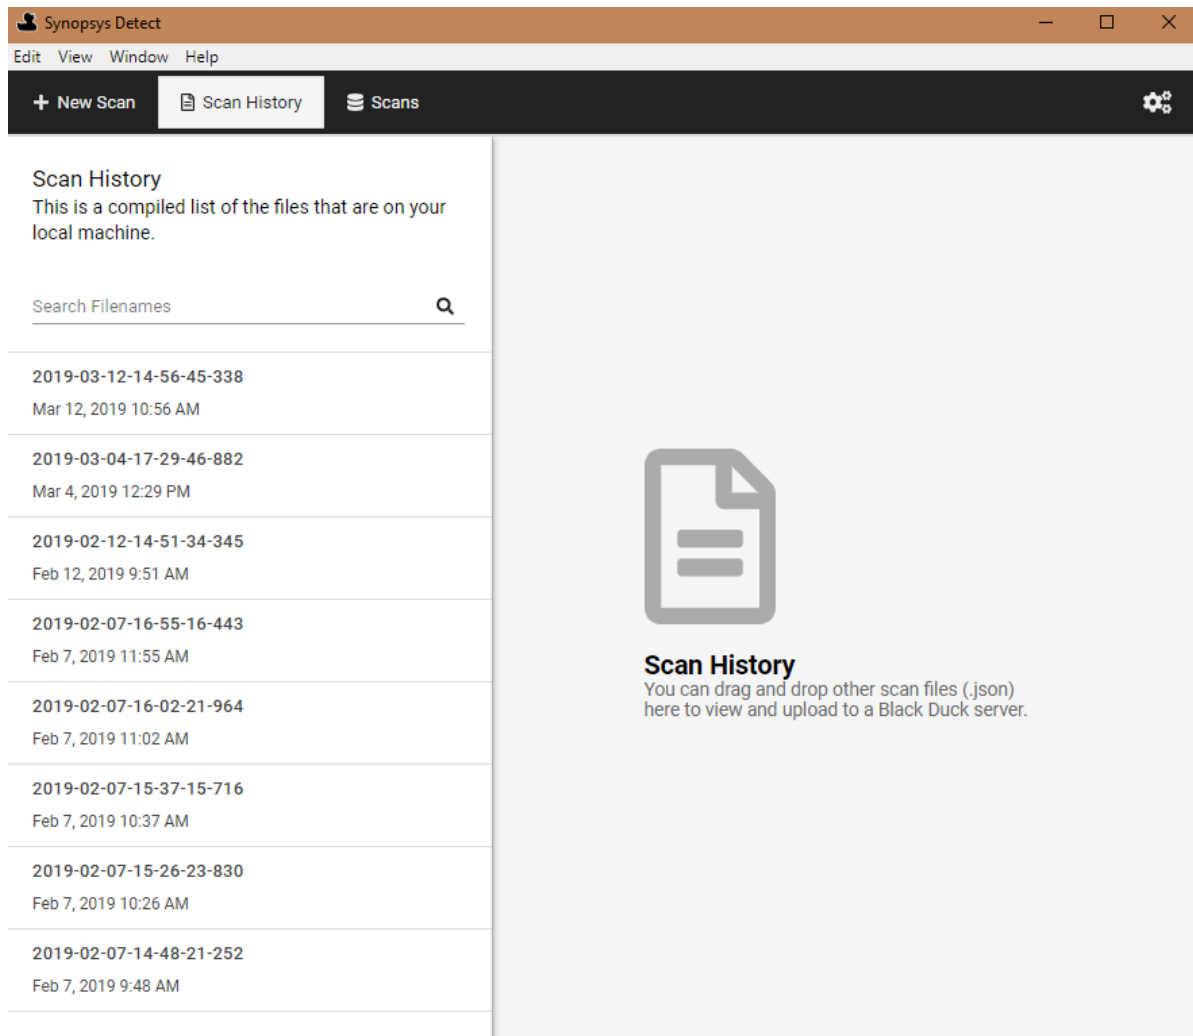 Synopsys Detect
Edit View Window Help
New Scan Scan History Scans
Scan History
This is a compiled list of the files that are on your
local machine.
Search Filenames
2019-03-12-14-56-45-338
Mar 12, 2019 10:56 AM
2019-03-04-17-29-46-882
Mar 4, 2019 12:29 PM
2019-02-12-14-51-34-345
Feb 12, 2019 9:51 AM
2019-02-07-16-55-16-443
Feb 7, 2019 11:55 AM
2019-02-07-16-02-21-964
Feb 7, 2019 11:02 AM
2019-02-07-15-37-15-716
Feb 7, 2019 10:37 AM
2019-02-07-15-26-23-830
Feb 7, 2019 10:26 AM
2019-02-07-14-48-21-252
Feb 7, 2019 9:48 AM
Scan History
You can drag and drop other scan files (.json)
here to view and upload to a Black Duck server.